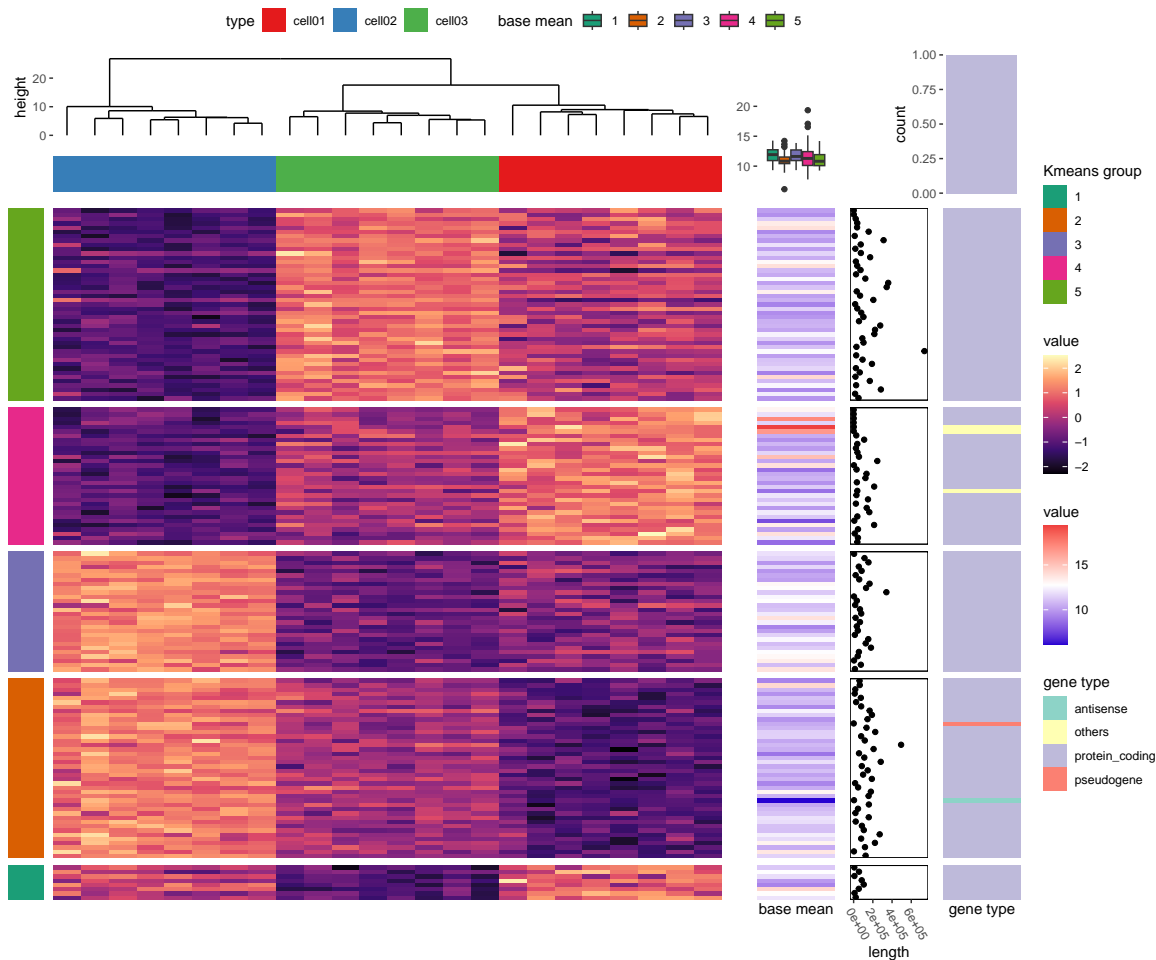 type cell01 cell02 cell03 base mean 1 2 3 4 5
height
20
10
0
20
15
10
count
1.00
0.75
0.50
0.25
0.00
Kmeans group
1
2
3
4
5
value
2
1
0
−1
−2
value
15
10
gene type
antisense
others
protein_coding
pseudogene
base mean
0e+00
2e+05
4e+05
6e+05
length
gene type